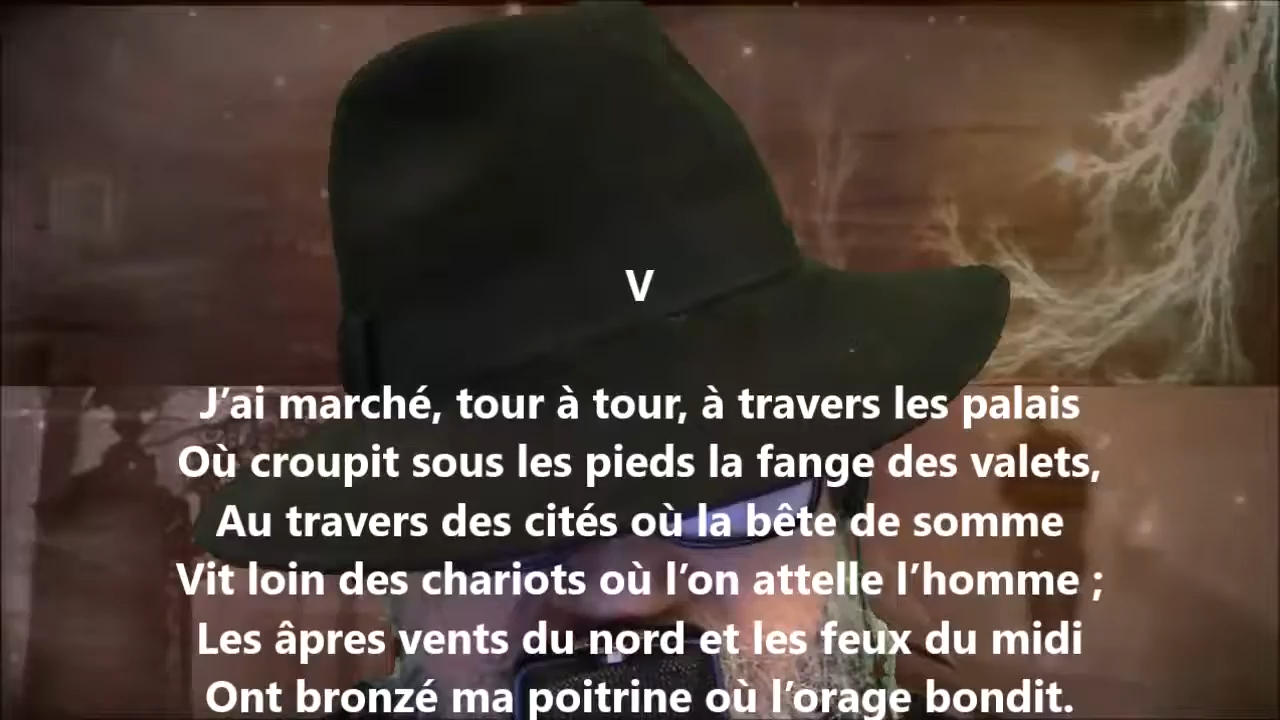 V
J’ai marché, tour à tour, à travers les palais
Où croupit sous les pieds la fange des valets,
Au travers des cités où la bête de somme
Vit loin des chariots où l’on attelle l’homme ;
Les âpres vents du nord et les feux du midi
Ont bronzé ma poitrine où l’orage bondit.